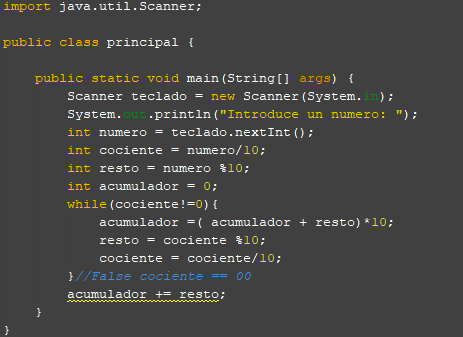 import java.util.Scanner;
public class principal {
public static void main(String[] args) {
Scanner teclado = new Scanner(System.in);
System.out.println("Introduce un numero: ");
int numero = teclado.nextInt();
int cociente = numero/10;
int resto = numero %10;
int acumulador = 0;
while(cociente!=0){
acumulador =( acumulador + resto)*10;
resto = cociente %10;
cociente = cociente/10;
}//False cociente == 00
acumulador += resto;
}
}